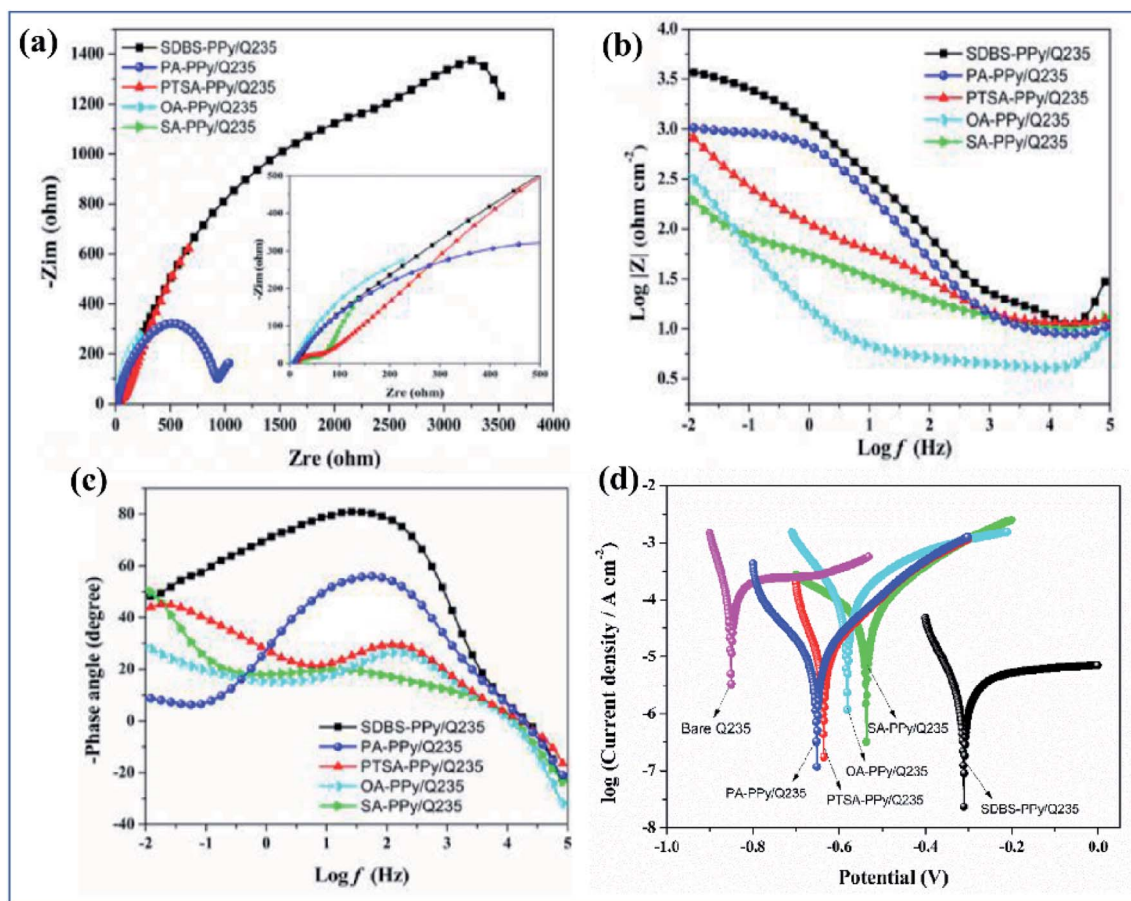 (a)
SDBS-PPy/Q235
PA-PPy/Q235
PTSA-PPy/Q235
OA-PPy/Q235
SA-PPy/Q235
-Zim (ohm)
1400
1200
1000
800
600
400
200
0
0 500 1000 1500 2000 2500 3000 3500 4000
Zre (ohm)
-Zim (ohm)
500
400
300
200
100
0
0 100 200 300 400 500
Zre (ohm)
(b)
SDBS-PPy/Q235
PA-PPy/Q235
PTSA-PPy/Q235
OA-PPy/Q235
SA-PPy/Q235
Log |Z| (ohm cm-2)
4.0
3.5
3.0
2.5
2.0
1.5
1.0
0.5
-2 -1 0 1 2 3 4 5
Log f (Hz)
(c)
-Phase angle (degree)
80
60
40
20
0
-20
-40
SDBS-PPy/Q235
PA-PPy/Q235
PTSA-PPy/Q235
OA-PPy/Q235
SA-PPy/Q235
-2 -1 0 1 2 3 4 5
Log f (Hz)
(d)
log (Current density / A cm-2)
-2
-3
-4
-5
-6
-7
-8
Bare Q235
SA-PPy/Q235
OA-PPy/Q235
PA-PPy/Q235
PTSA-PPy/Q235
SDBS-PPy/Q235
-1.0 -0.8 -0.6 -0.4 -0.2 0.0
Potential (V)